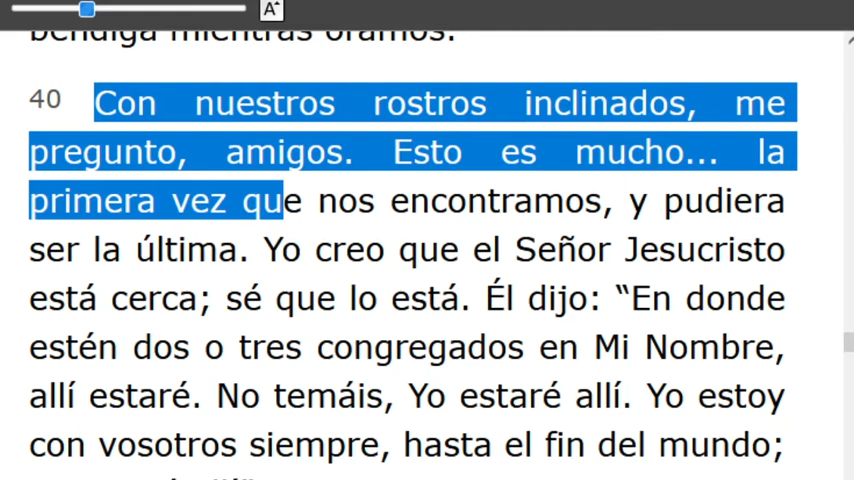 A
bendiga mientras oramos.
40 Con nuestros rostros inclinados, me
pregunto, amigos. Esto es mucho... la
primera vez que nos encontramos, y pudiera
ser la última. Yo creo que el Señor Jesucristo
está cerca; sé que lo está. Él dijo: “En donde
estén dos o tres congregados en Mi Nombre,
allí estaré. No temáis, Yo estaré allí. Yo estoy
con vosotros siempre, hasta el fin del mundo;